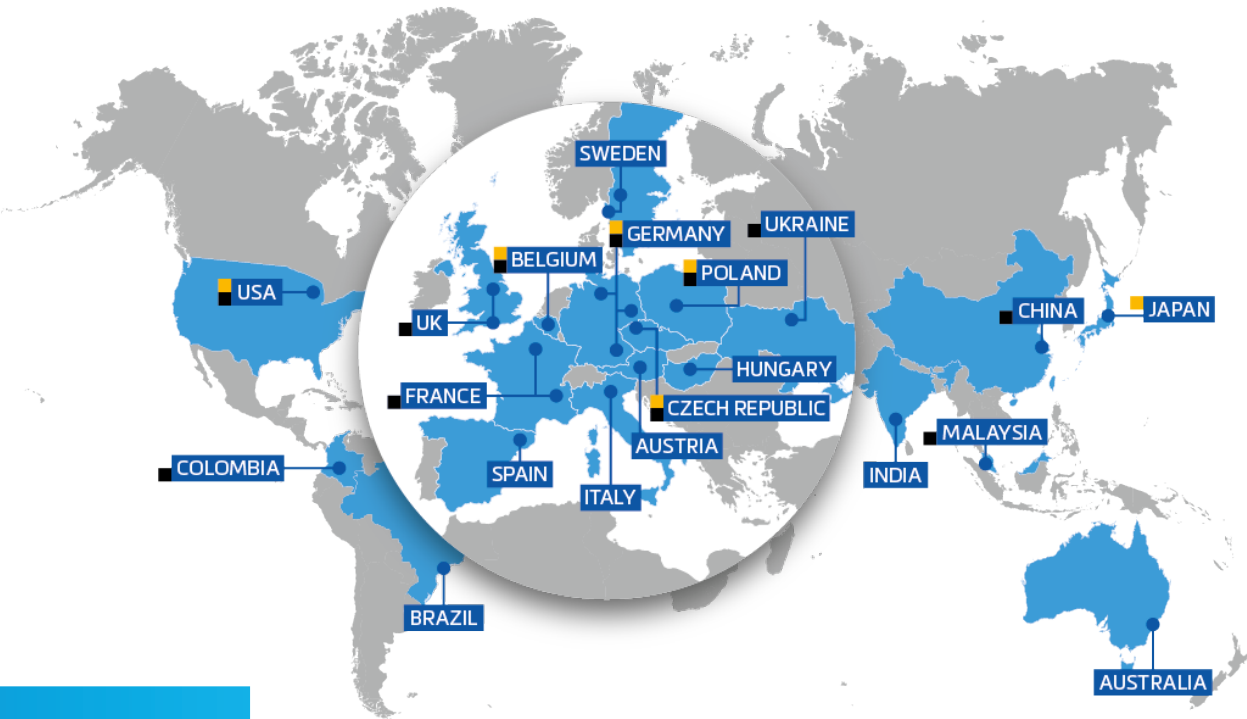 SWEDEN
UKRAINE
GERMANY
BELGIUM
POLAND
USA
CHINA
JAPAN
UK
HUNGARY
FRANCE
CZECH REPUBLIC
MALAYSIA
AUSTRIA
COLOMBIA
SPAIN
INDIA
ITALY
BRAZIL
AUSTRALIA